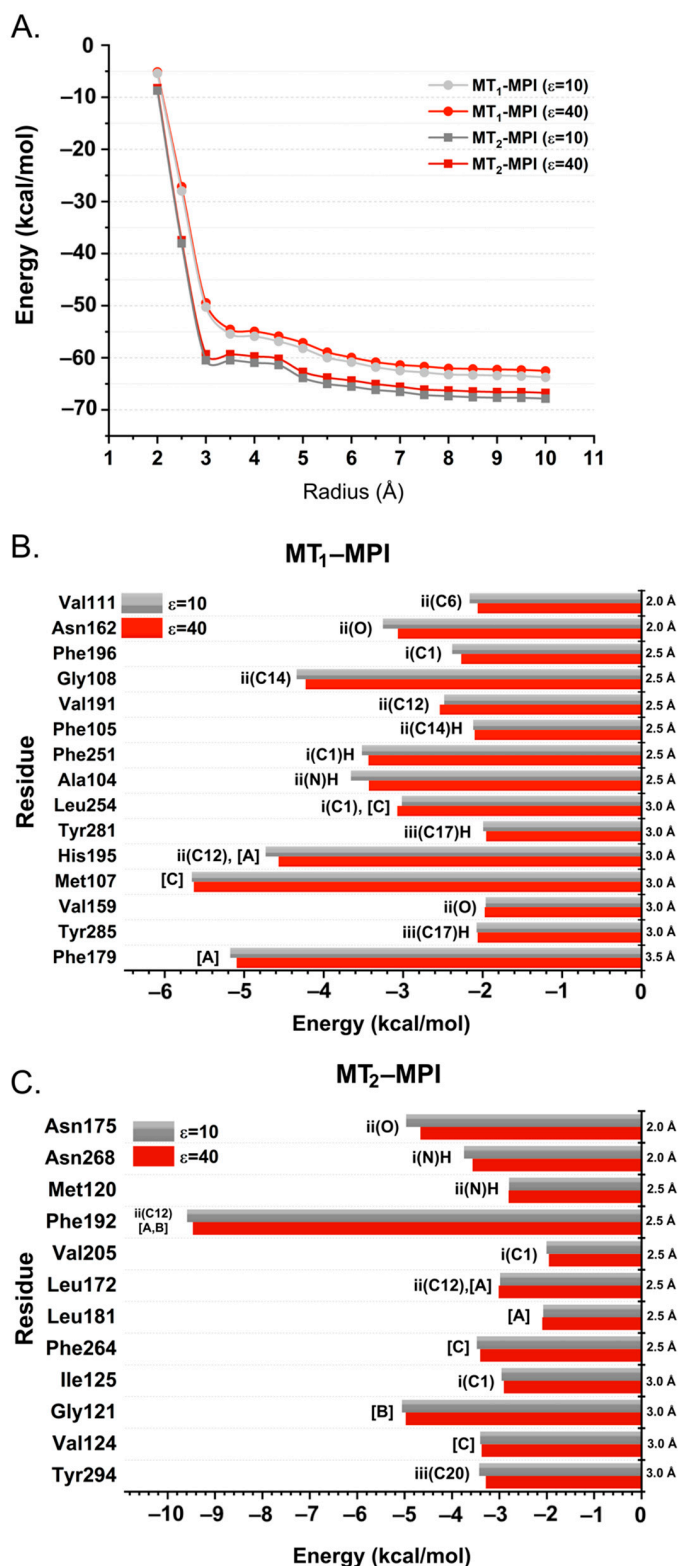 A.
0
−10
−20
−30
−40
−50
−60
−70
Energy (kcal/mol)
MT₁-MPI (ε=10)
MT₁-MPI (ε=40)
MT₂-MPI (ε=10)
MT₂-MPI (ε=40)
1 2 3 4 5 6 7 8 9 10 11
Radius (Å)
B.
MT₁−MPI
ε=10
ε=40
Residue
Val111 ii(C6) 2.0 Å
Asn162 ii(O) 2.0 Å
Phe196 i(C1) 2.5 Å
Gly108 ii(C14) 2.5 Å
Val191 ii(C12) 2.5 Å
Phe105 ii(C14)H 2.5 Å
Phe251 i(C1)H 2.5 Å
Ala104 ii(N)H 2.5 Å
Leu254 i(C1), [C] 3.0 Å
Tyr281 iii(C17)H 3.0 Å
His195 ii(C12), [A] 3.0 Å
Met107 [C] 3.0 Å
Val159 ii(O) 3.0 Å
Tyr285 iii(C17)H 3.0 Å
Phe179 [A] 3.5 Å
−6 −5 −4 −3 −2 −1 0
Energy (kcal/mol)
C.
MT₂−MPI
ε=10
ε=40
Residue
Asn175 ii(O) 2.0 Å
Asn268 i(N)H 2.0 Å
Met120 ii(N)H 2.5 Å
Phe192 ii(C12) [A,B] 2.5 Å
Val205 i(C1) 2.5 Å
Leu172 ii(C12),[A] 2.5 Å
Leu181 [A] 2.5 Å
Phe264 [C] 2.5 Å
Ile125 i(C1) 3.0 Å
Gly121 [B] 3.0 Å
Val124 [C] 3.0 Å
Tyr294 iii(C20) 3.0 Å
−10 −9 −8 −7 −6 −5 −4 −3 −2 −1 0
Energy (kcal/mol)